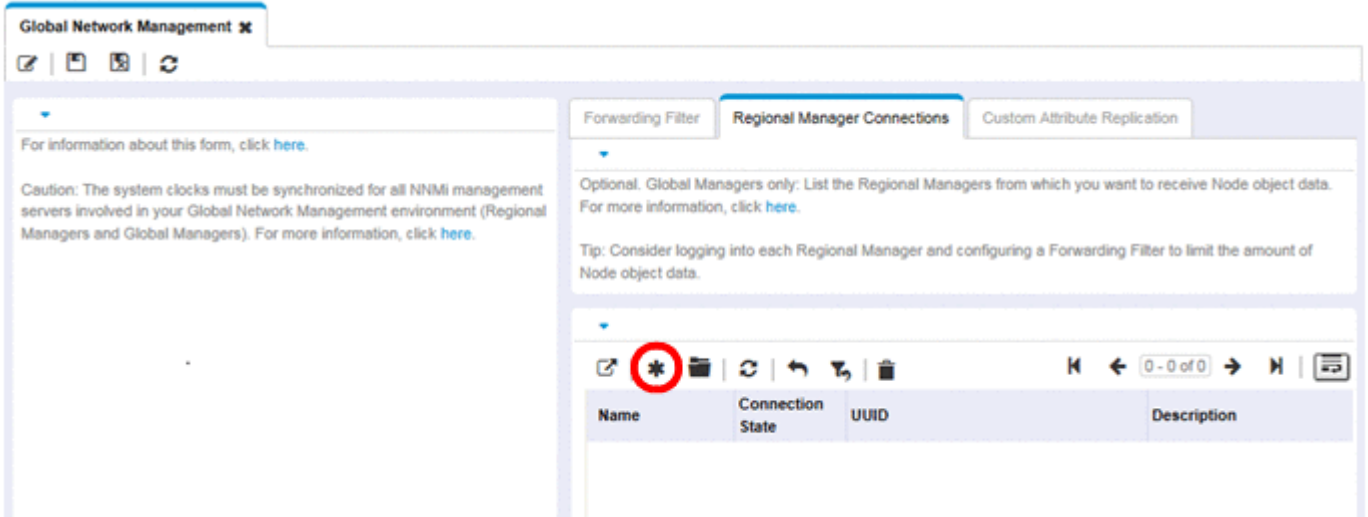 Global Network Management ✖
For information about this form, click here.
Caution: The system clocks must be synchronized for all NNMi management
servers involved in your Global Network Management environment (Regional
Managers and Global Managers). For more information, click here.
Forwarding Filter
Regional Manager Connections
Custom Attribute Replication
Optional. Global Managers only: List the Regional Managers from which you want to receive Node object data.
For more information, click here.
Tip: Consider logging into each Regional Manager and configuring a Forwarding Filter to limit the amount of
Node object data.
0 - 0 of 0
Name
Connection
State
UUID
Description